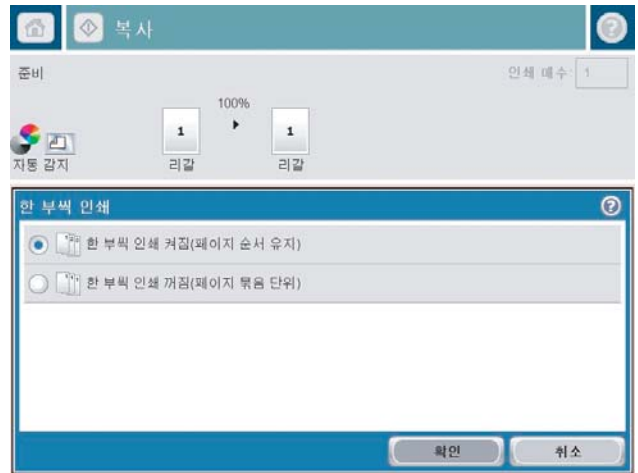 복사
준비
인쇄 매수: 1
100%
1 1
자동 감지 리갈 리갈
한 부씩 인쇄
한 부씩 인쇄 켜짐(페이지 순서 유지)
한 부씩 인쇄 꺼짐(페이지 묶음 단위)
확인 취소